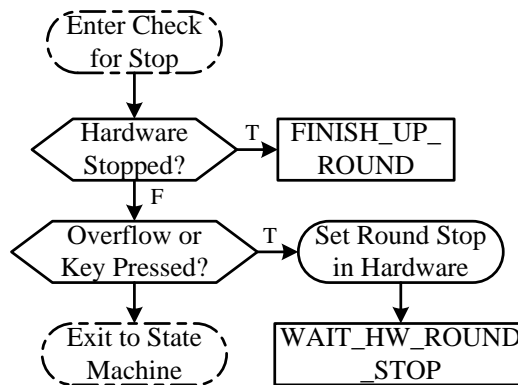 Enter Check
for Stop
Hardware
Stopped?
T
FINISH_UP_
ROUND
F
Overflow or
Key Pressed?
T
Set Round Stop
in Hardware
Exit to State
Machine
WAIT_HW_ROUND
_STOP